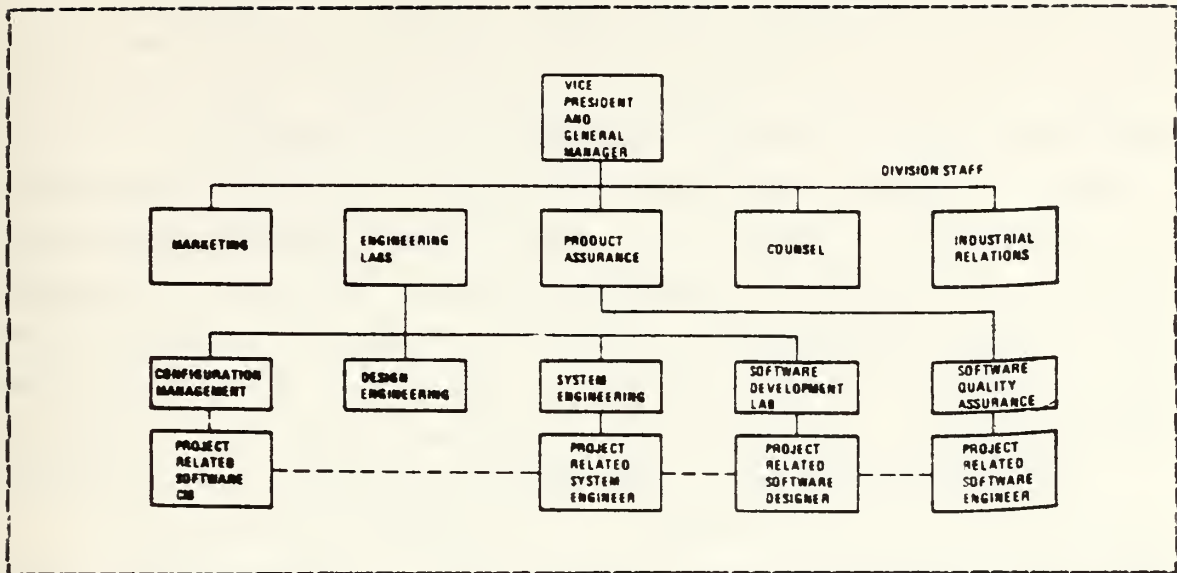 VICE
PRESIDENT
AND
GENERAL
MANAGER
DIVISION STAFF
MARKETING
ENGINEERING
LABS
PRODUCT
ASSURANCE
COUNSEL
INDUSTRIAL
RELATIONS
CONFIGURATION
MANAGEMENT
DESIGN
ENGINEERING
SYSTEM
ENGINEERING
SOFTWARE
DEVELOPMENT
LAB
SOFTWARE
QUALITY
ASSURANCE
PROJECT
RELATED
SOFTWARE
PROJECT
RELATED
SYSTEM
ENGINEER
PROJECT
RELATED
SOFTWARE
DESIGNER
PROJECT
RELATED
SOFTWARE
ENGINEER